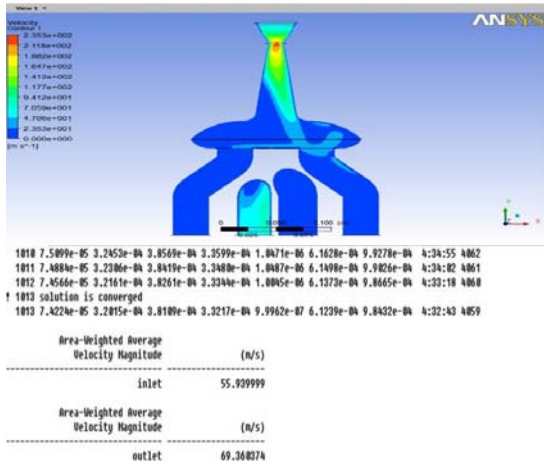 View 1
ANSYS
Velocity
Contour 1
2.353e+002
2.118e+002
1.882e+002
1.647e+002
1.412e+002
1.177e+002
9.412e+001
7.059e+001
4.706e+001
2.353e+001
0.000e+000
[m s^-1]
0
1010 7.5099e-05 3.2453e-04 3.8569e-04 3.3599e-04 1.0471e-06 6.1628e-04 9.9278e-04 4:34:55 4062
1011 7.4884e-05 3.2306e-04 3.8419e-04 3.3480e-04 1.0487e-06 6.1498e-04 9.9026e-04 4:34:02 4061
1012 7.4566e-05 3.2161e-04 3.8261e-04 3.3344e-04 1.0045e-06 6.1373e-04 9.8665e-04 4:33:18 4060
! 1013 solution is converged
1013 7.4224e-05 3.2015e-04 3.8109e-04 3.3217e-04 9.9962e-07 6.1239e-04 9.8432e-04 4:32:43 4059
Area-Weighted Average
Velocity Magnitude (m/s)
inlet 55.939999
Area-Weighted Average
Velocity Magnitude (m/s)
outlet 69.360374